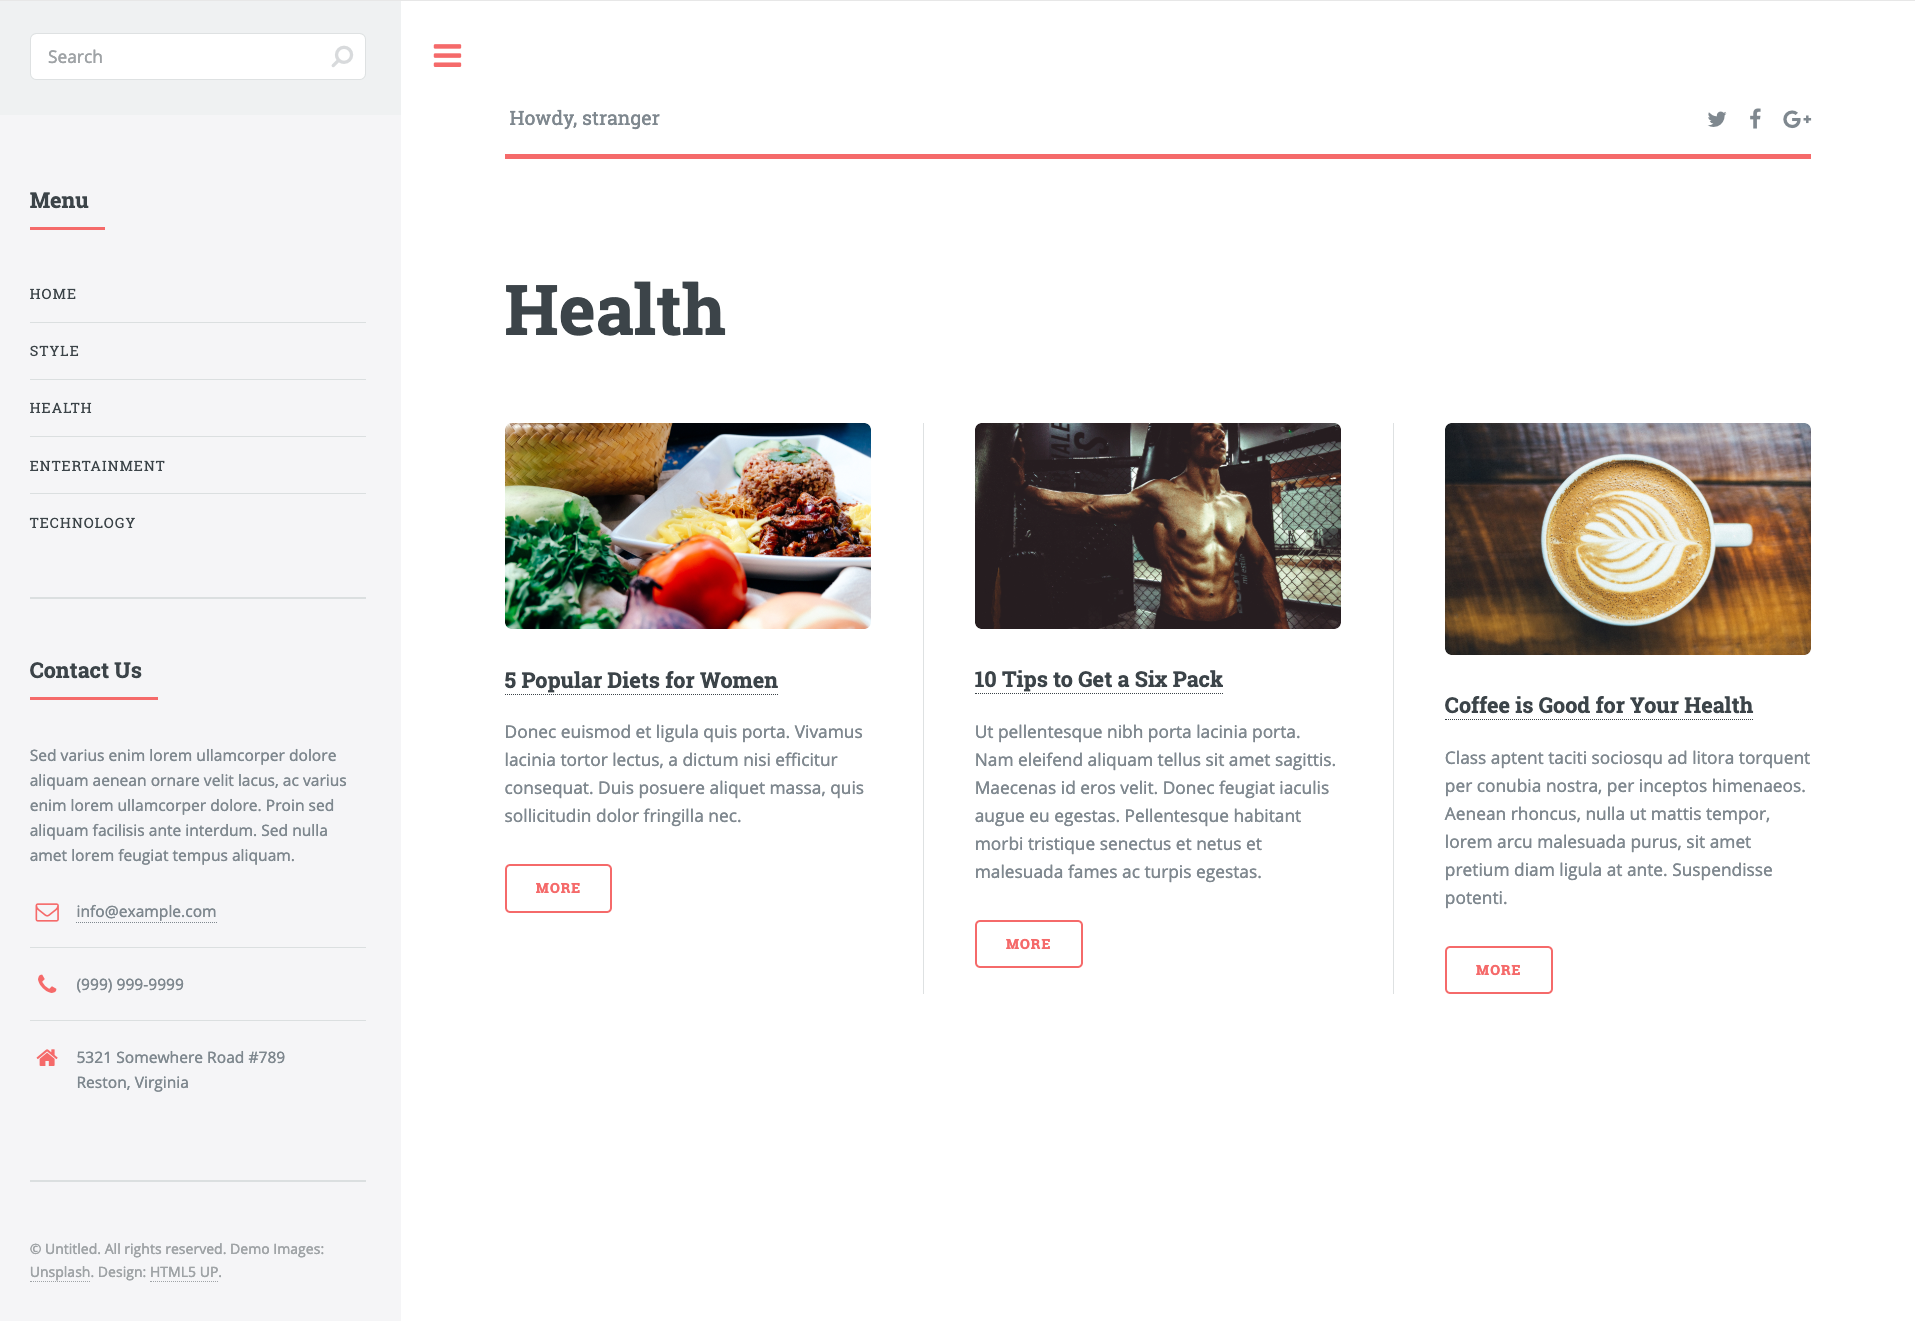 Search
Howdy, stranger
Menu
HOME
STYLE
HEALTH
ENTERTAINMENT
TECHNOLOGY
Contact Us
Sed varius enim lorem ullamcorper dolore
aliquam aenean ornare velit lacus, ac varius
enim lorem ullamcorper dolore. Proin sed
aliquam facilisis ante interdum. Sed nulla
amet lorem feugiat tempus aliquam.
info@example.com
(999) 999-9999
5321 Somewhere Road #789
Reston, Virginia
© Untitled. All rights reserved. Demo Images:
Unsplash. Design: HTML5 UP.
Health
5 Popular Diets for Women
Donec euismod et ligula quis porta. Vivamus
lacinia tortor lectus, a dictum nisi efficitur
consequat. Duis posuere aliquet massa, quis
sollicitudin dolor fringilla nec.
MORE
10 Tips to Get a Six Pack
Ut pellentesque nibh porta lacinia porta.
Nam eleifend aliquam tellus sit amet sagittis.
Maecenas id eros velit. Donec feugiat iaculis
augue eu egestas. Pellentesque habitant
morbi tristique senectus et netus et
malesuada fames ac turpis egestas.
MORE
Coffee is Good for Your Health
Class aptent taciti sociosqu ad litora torquent
per conubia nostra, per inceptos himenaeos.
Aenean rhoncus, nulla ut mattis tempor,
lorem arcu malesuada purus, sit amet
pretium diam ligula at ante. Suspendisse
potenti.
MORE